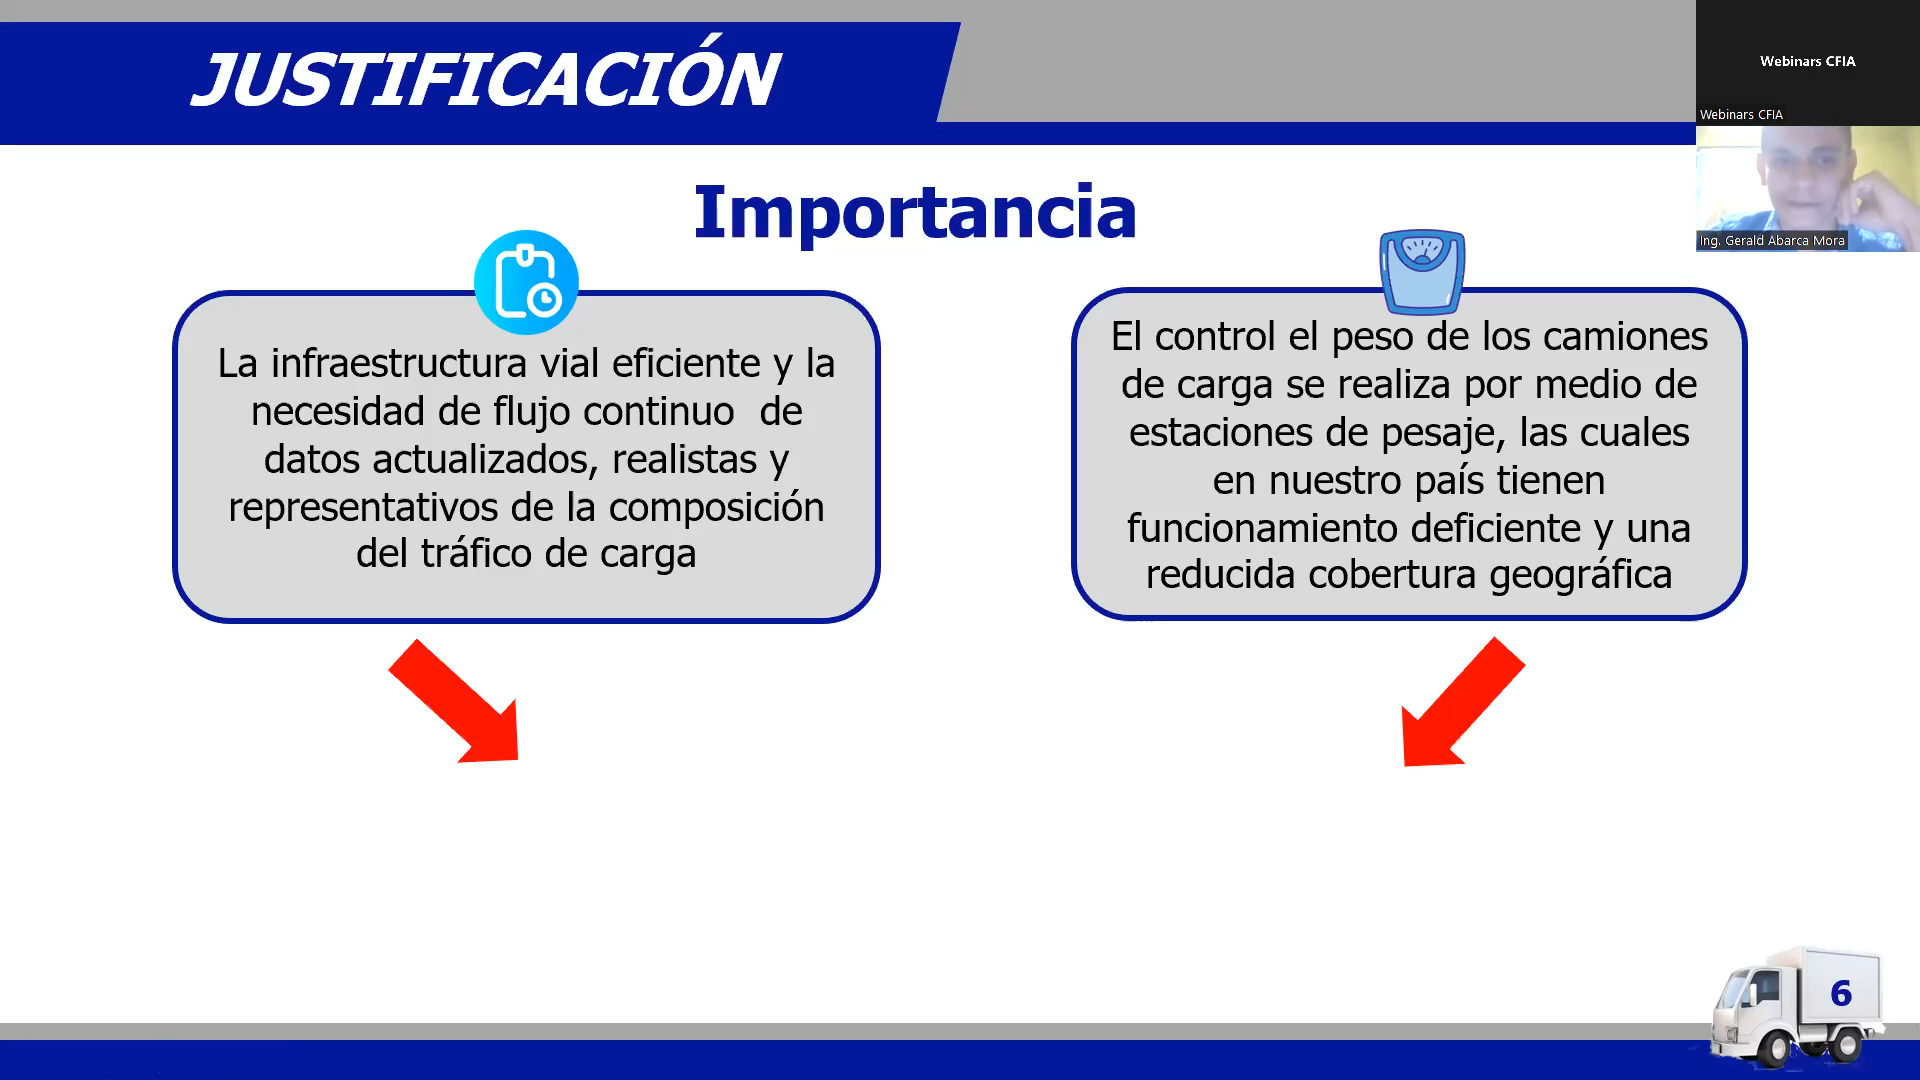 JUSTIFICACIÓN
Webinars CFIA
Webinars CFIA
Ing. Gerald Abarca Mora
Importancia
La infraestructura vial eficiente y la
necesidad de flujo continuo de
datos actualizados, realistas y
representativos de la composición
del tráfico de carga
El control el peso de los camiones
de carga se realiza por medio de
estaciones de pesaje, las cuales
en nuestro país tienen
funcionamiento deficiente y una
reducida cobertura geográfica
6